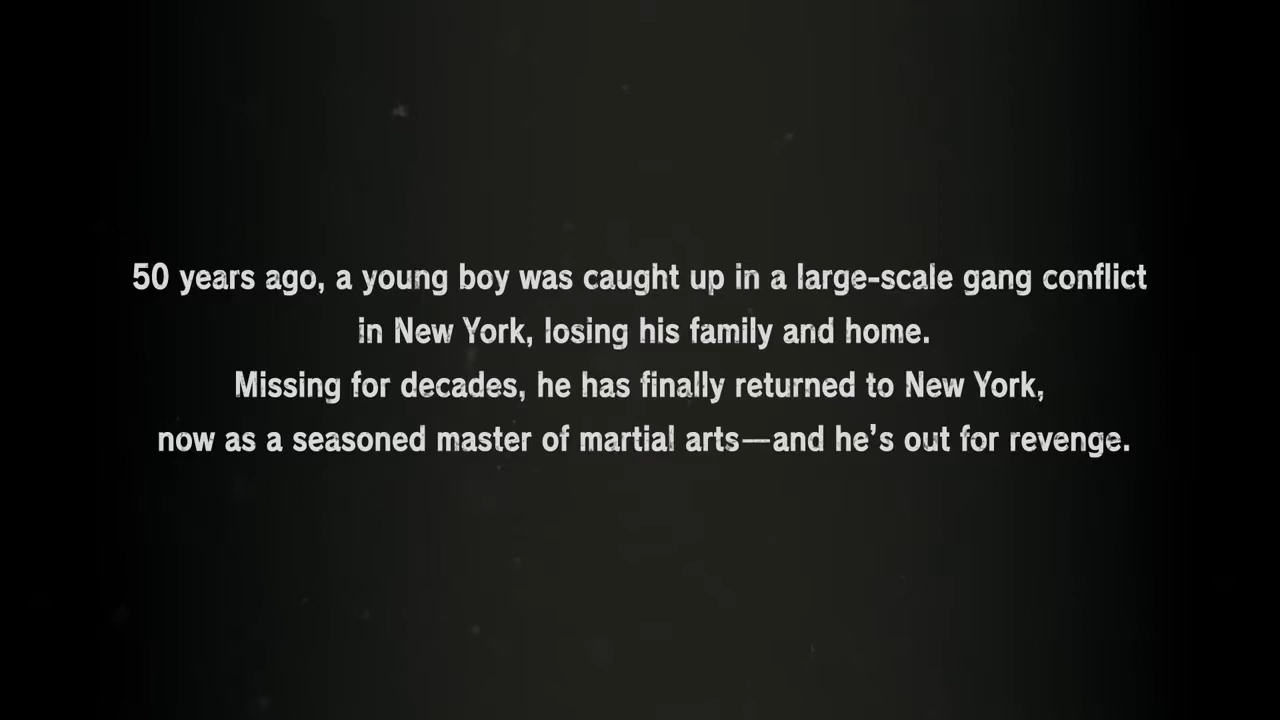 50 years ago, a young boy was caught up in a large-scale gang conflict
in New York, losing his family and home.
Missing for decades, he has finally returned to New York,
now as a seasoned master of martial arts—and he’s out for revenge.